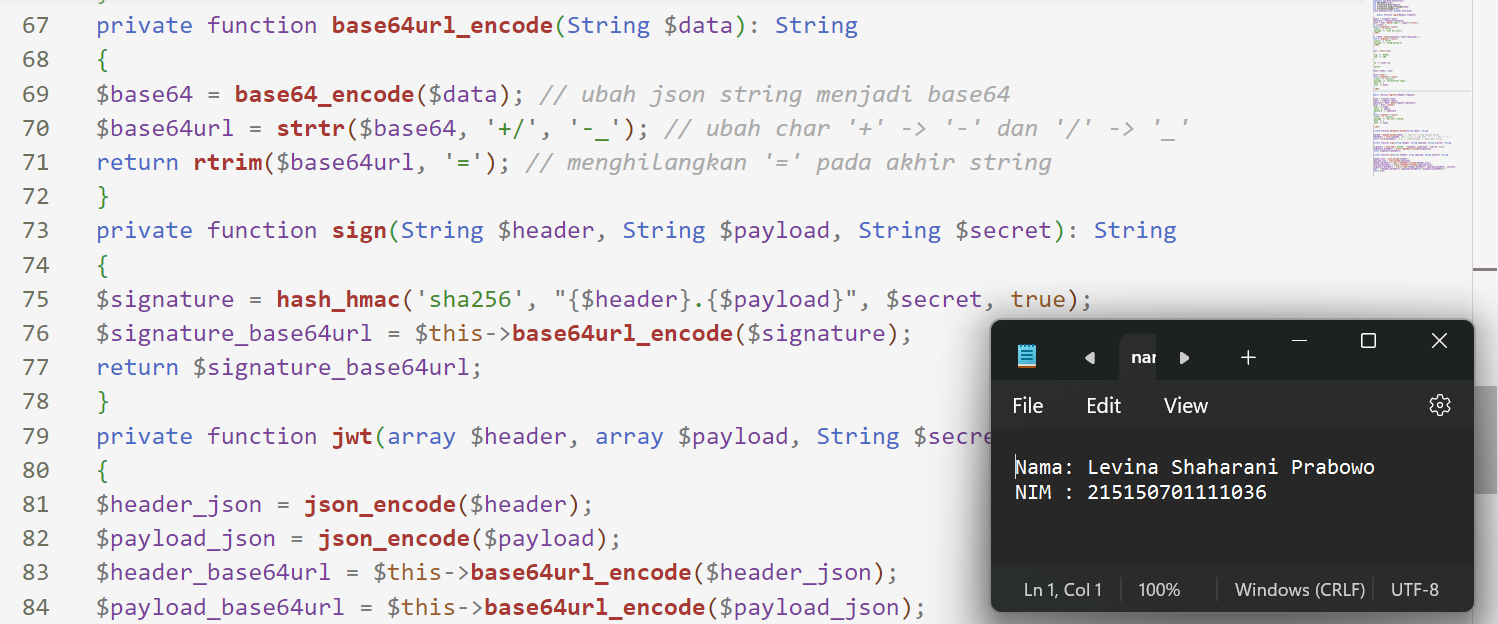 67 private function base64url_encode(String $data): String
68 {
69 $base64 = base64_encode($data); // ubah json string menjadi base64
70 $base64url = strtr($base64, '+/', '-_'); // ubah char '+' -> '-' dan '/' -> '_'
71 return rtrim($base64url, '='); // menghilangkan '=' pada akhir string
72 }
73 private function sign(String $header, String $payload, String $secret): String
74 {
75 $signature = hash_hmac('sha256', "{$header}.{$payload}", $secret, true);
76 $signature_base64url = $this->base64url_encode($signature);
77 return $signature_base64url;
78 }
79 private function jwt(array $header, array $payload, String $secre
80 {
81 $header_json = json_encode($header);
82 $payload_json = json_encode($payload);
83 $header_base64url = $this->base64url_encode($header_json);
84 $payload_base64url = $this->base64url_encode($payload_json);
nar
File Edit View
Nama: Levina Shaharani Prabowo
NIM : 215150701111036
Ln 1, Col 1 100% Windows (CRLF) UTF-8